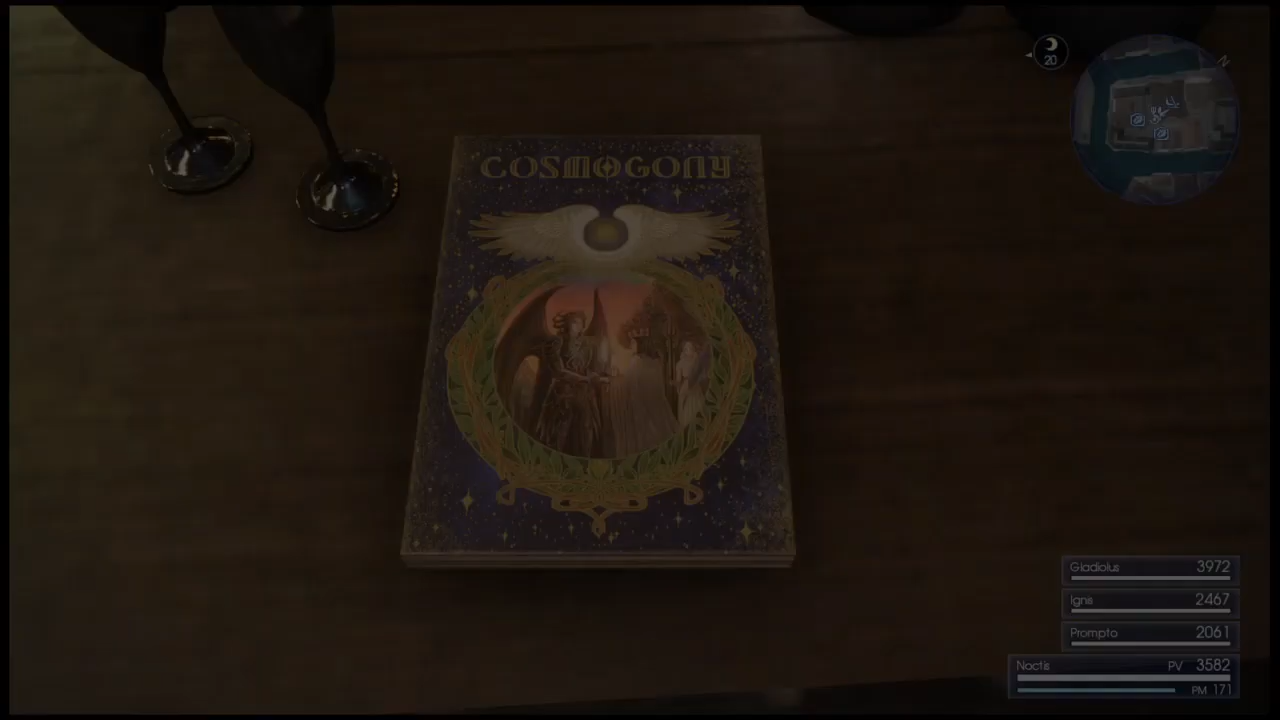 COSMOGONY
20
N
Gladiolus 3972
Ignis 2467
Prompto 2061
Noctis PV 3582
PM 171